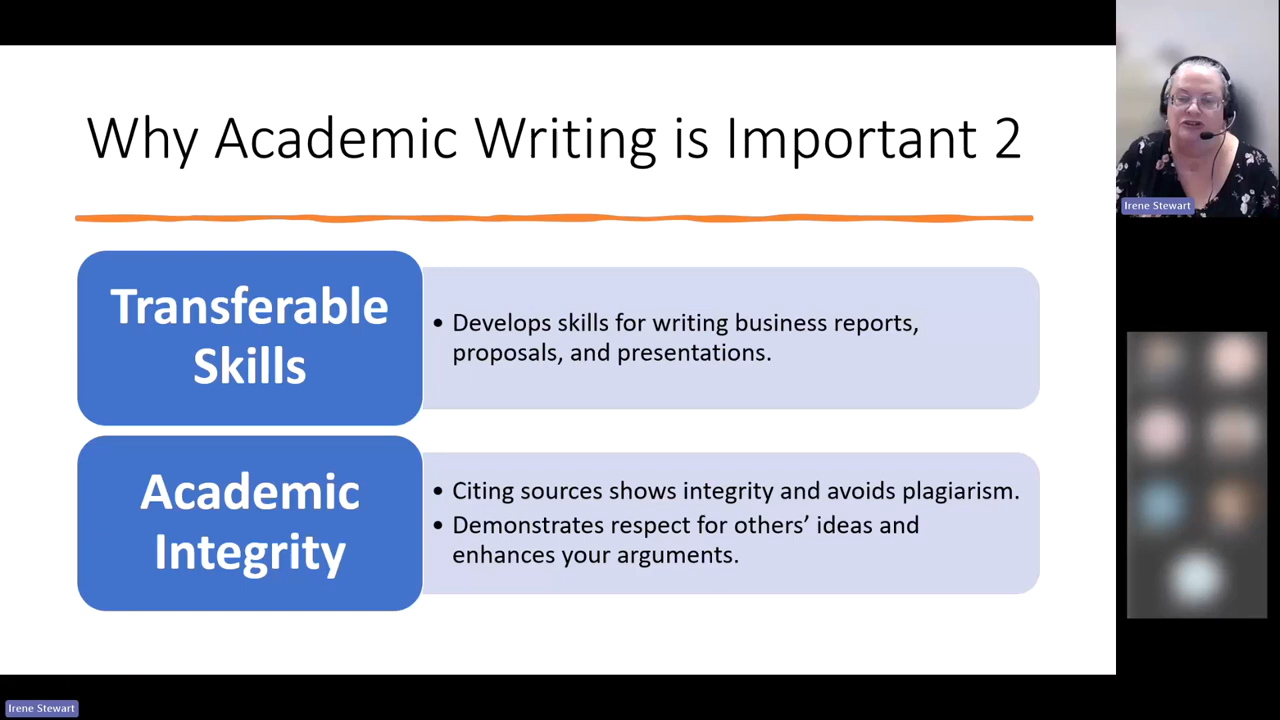 Why Academic Writing is Important 2
Transferable
Skills
• Develops skills for writing business reports,
proposals, and presentations.
Academic
Integrity
• Citing sources shows integrity and avoids plagiarism.
• Demonstrates respect for others’ ideas and
enhances your arguments.
Irene Stewart
Irene Stewart